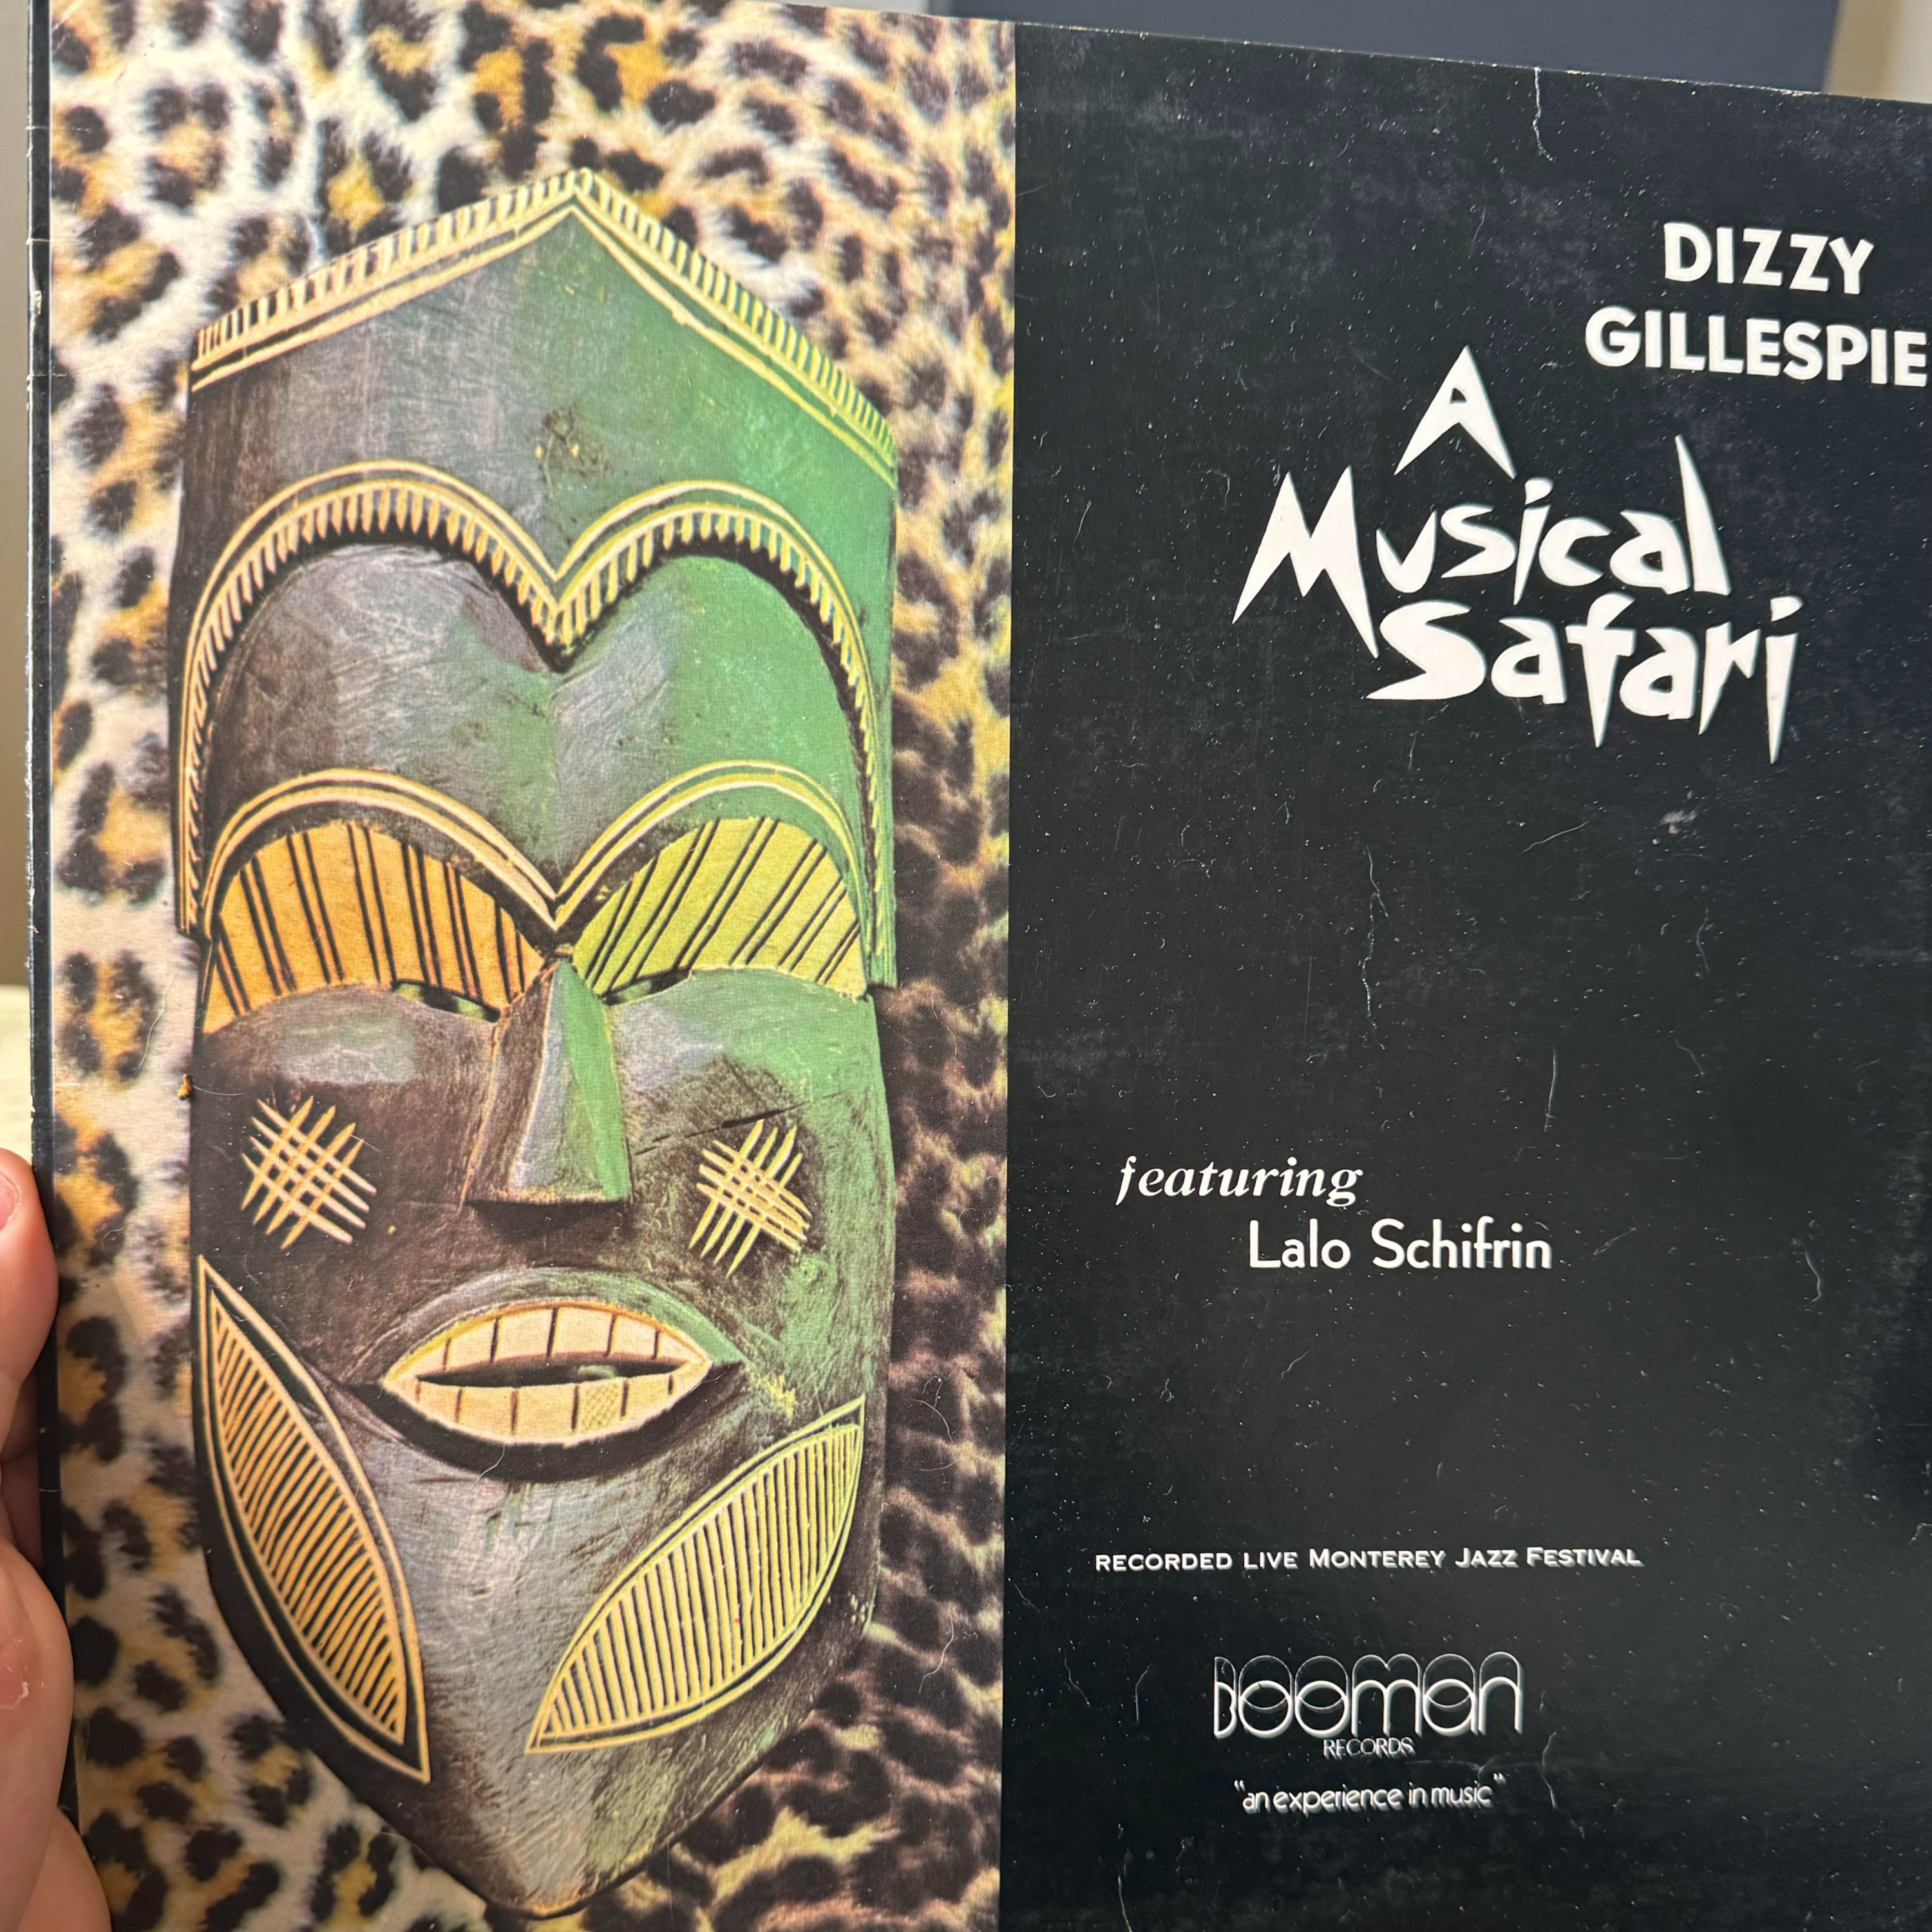 DIZZY
GILLESPIE
A
Musical
Safari
featuring
Lalo Schifrin
RECORDED LIVE MONTEREY JAZZ FESTIVAL
Booman
RECORDS
"an experience in music"